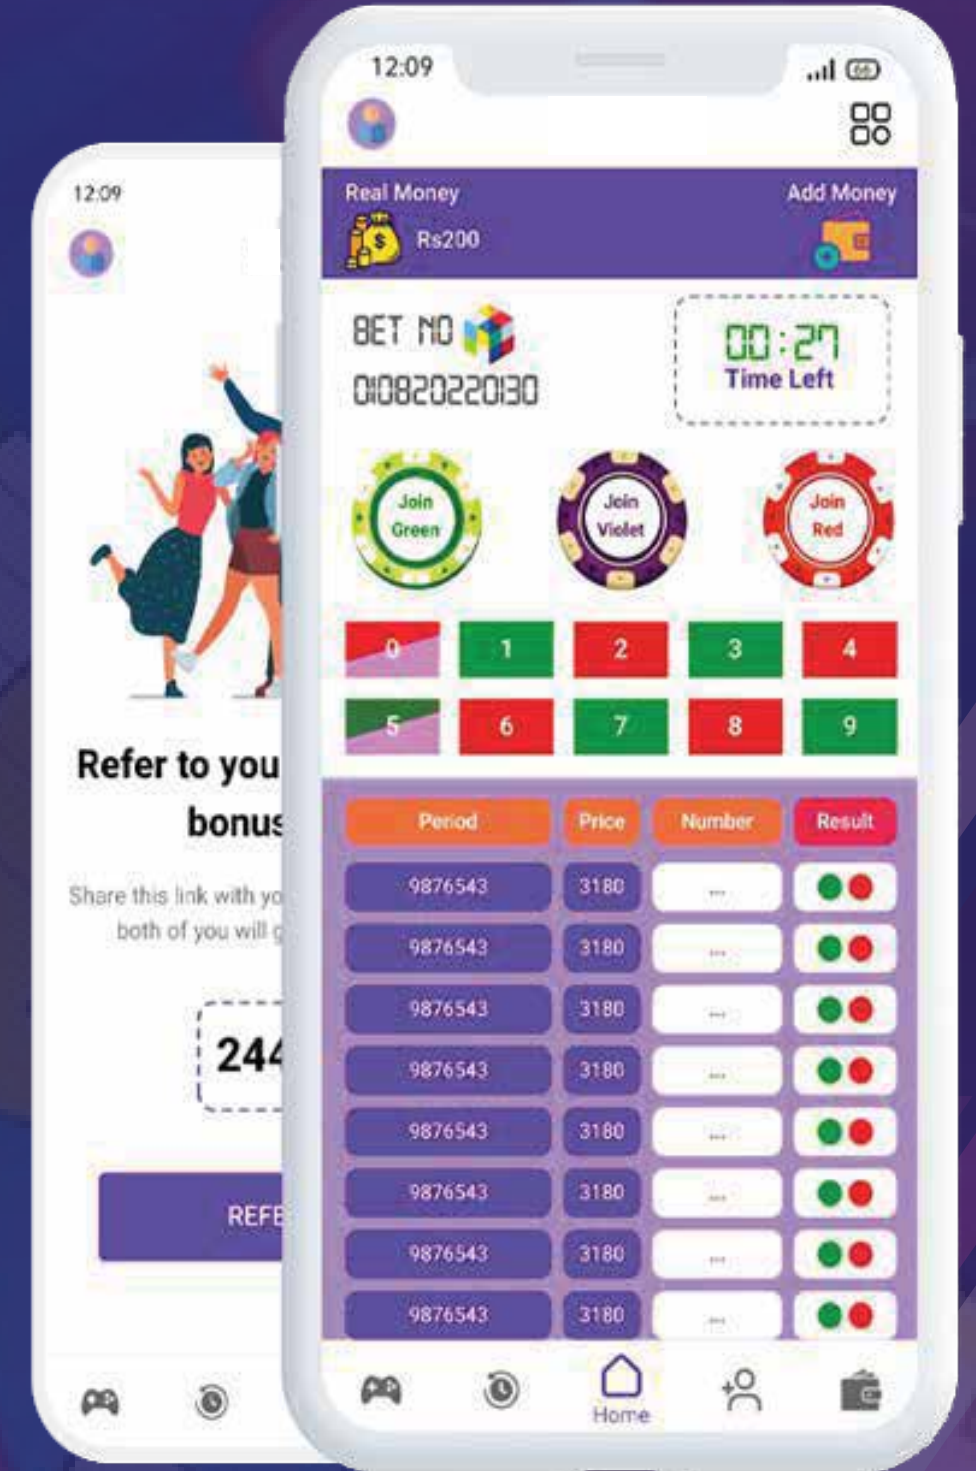 12:09
66
Real Money
Add Money
Rs200
BET NO
010820220130
00:27
Time Left
Join
Green
Join
Violet
Join
Red
0 1 2 3 4
5 6 7 8 9
Period Price Number Result
9876543 3180 ...
9876543 3180 ...
9876543 3180 ...
9876543 3180 ...
9876543 3180 ...
9876543 3180 ...
9876543 3180 ...
9876543 3180 ...
Home
12:09
Refer to you
bonus
Share this link with yo
both of you will g
244
REFE